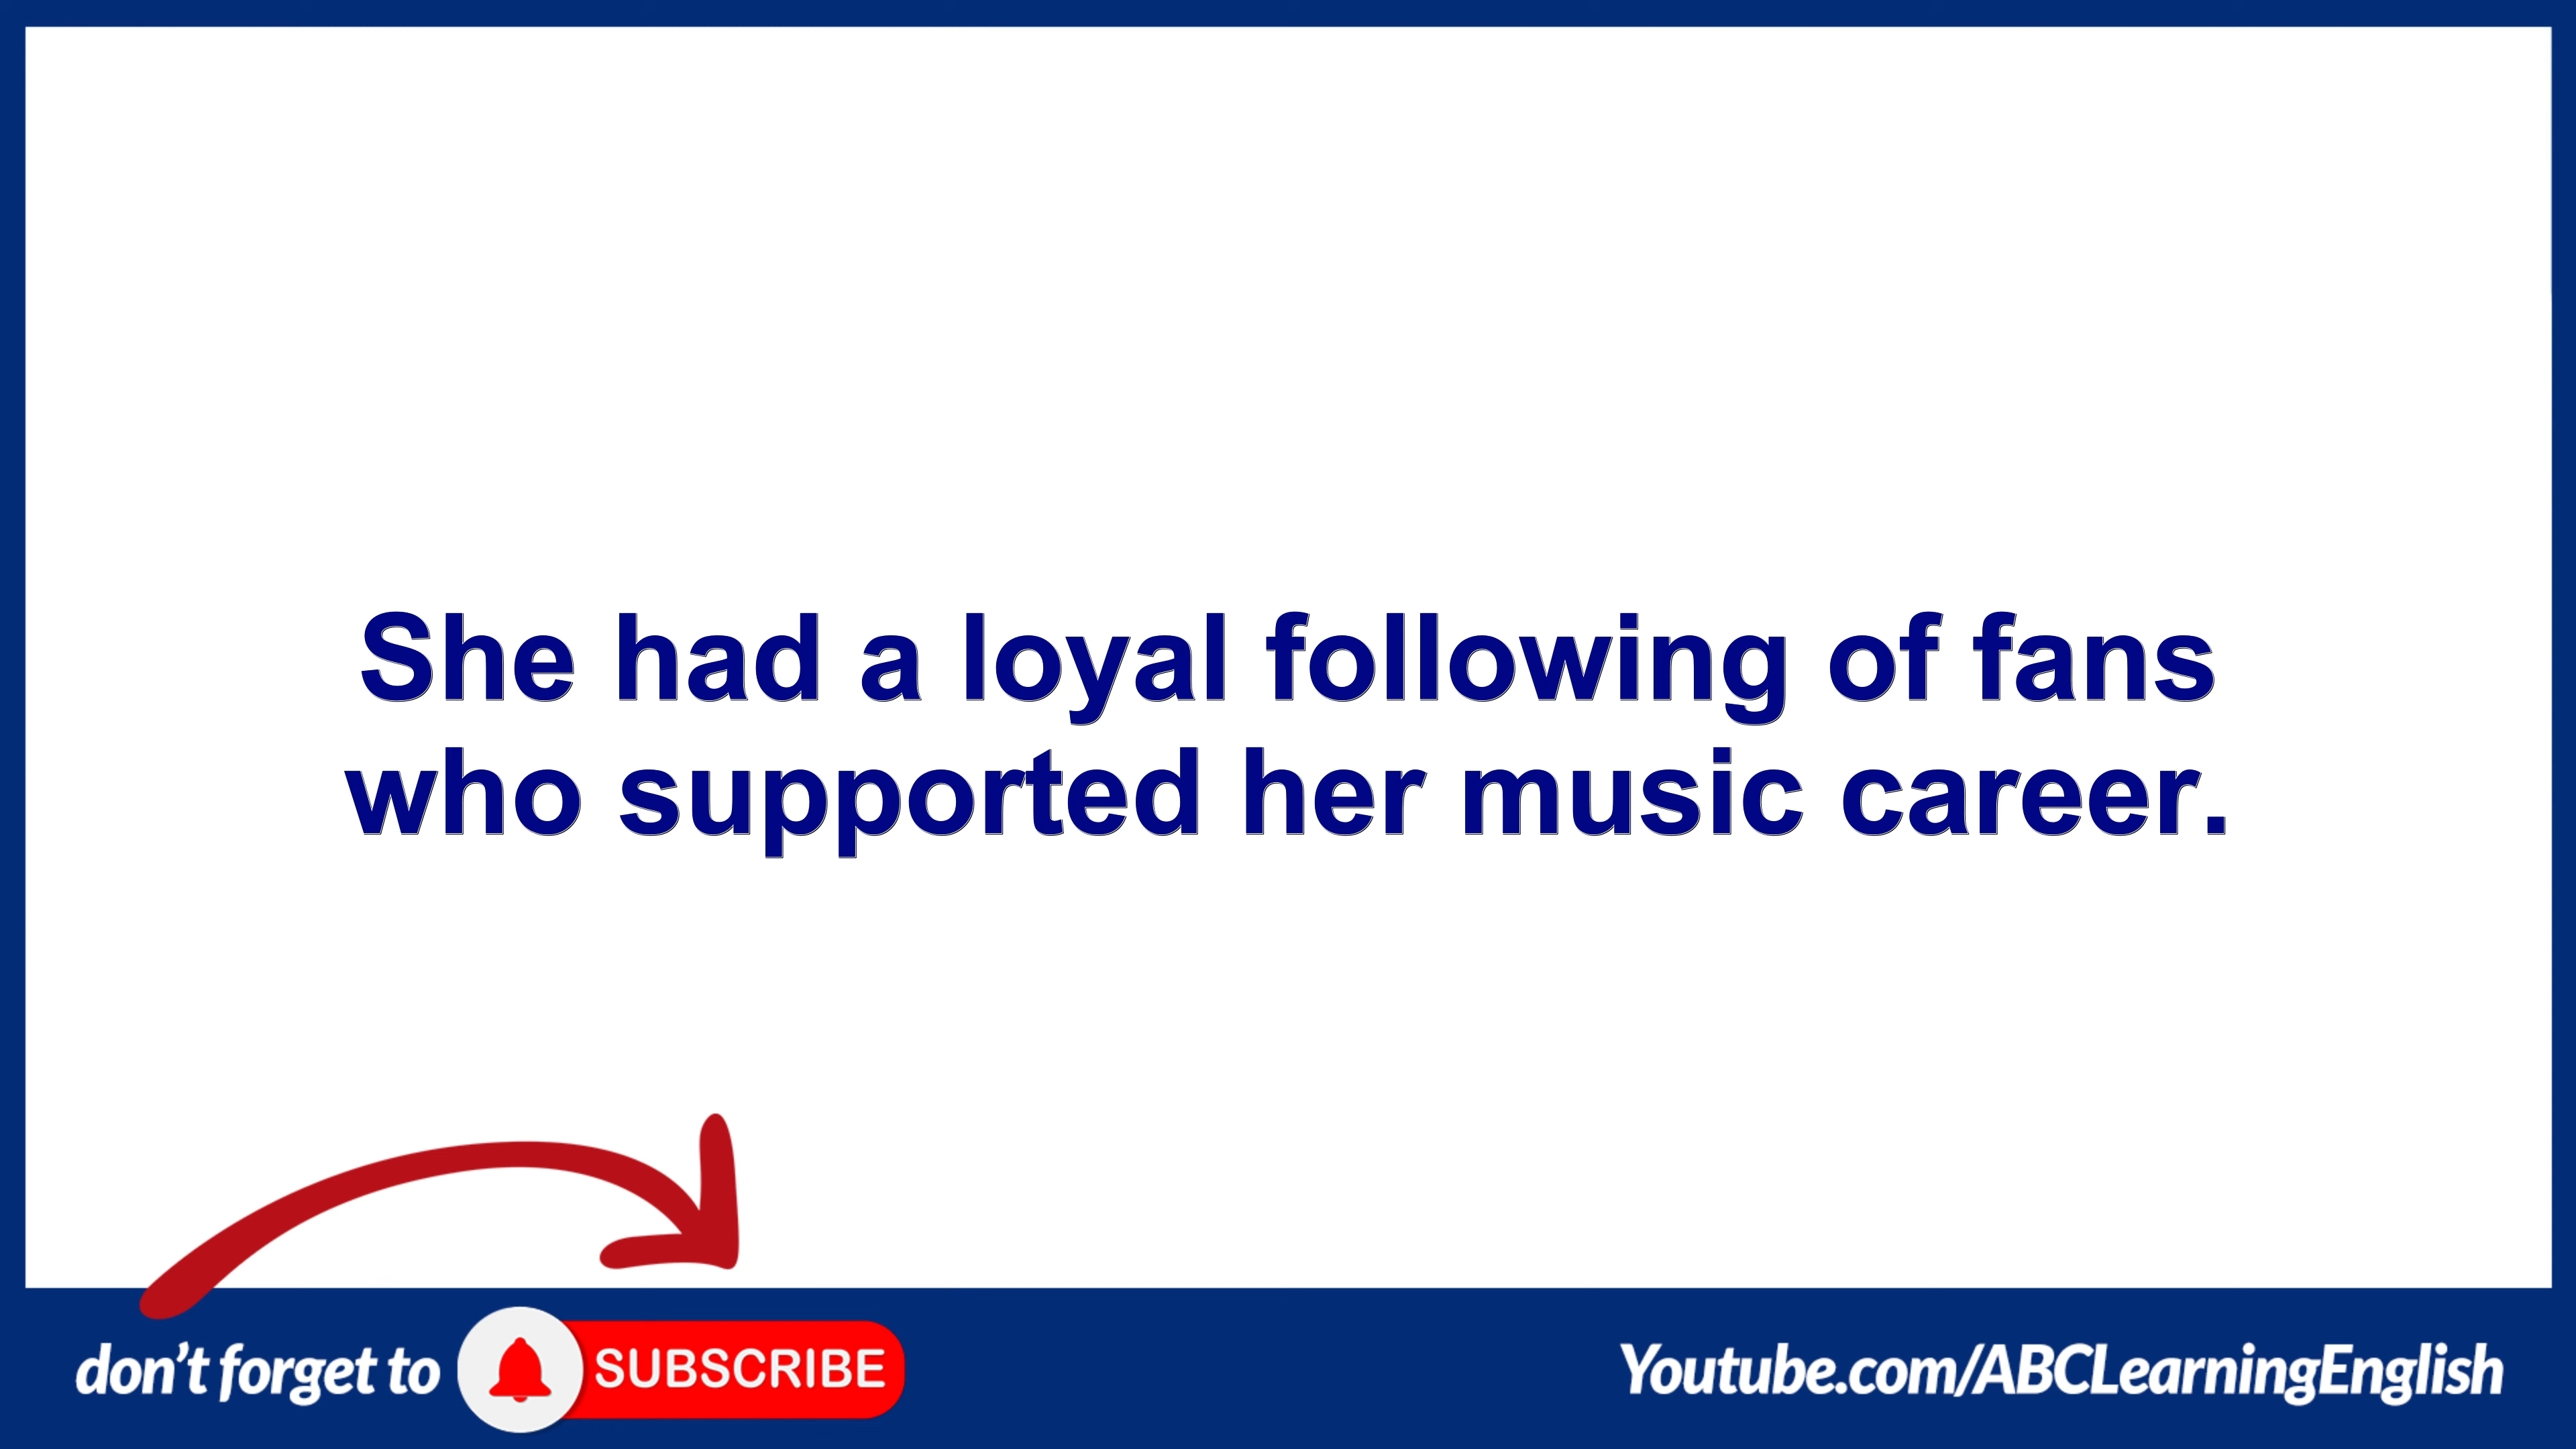 She had a loyal following of fans
who supported her music career.
don't forget to SUBSCRIBE
Youtube.com/ABCLearningEnglish